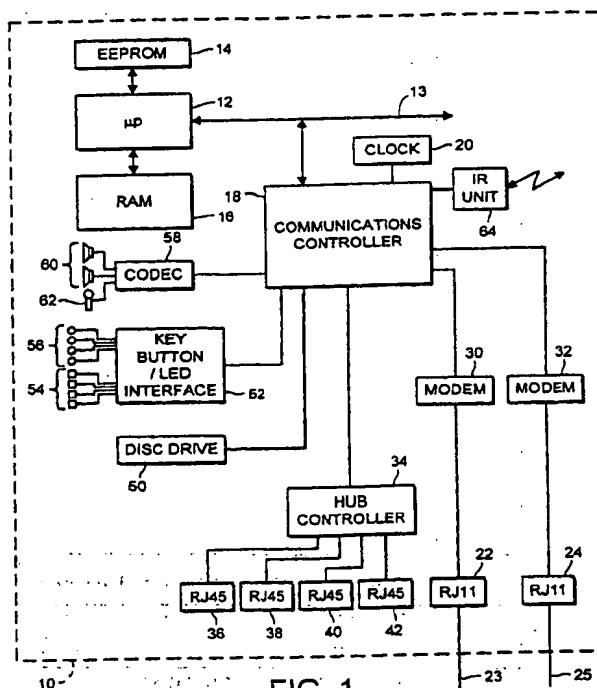 EEPROM
14
µp
12
13
CLOCK
20
RAM
16
18
COMMUNICATIONS
CONTROLLER
IR
UNIT
64
58
60
CODEC
62
56
54
KEY
BUTTON
/ LED
INTERFACE
52
30
MODEM
32
MODEM
DISC DRIVE
50
34
HUB
CONTROLLER
22
24
RJ45
RJ45
RJ45
RJ45
RJ11
RJ11
36
38
40
42
10
23
25
FIG. 1